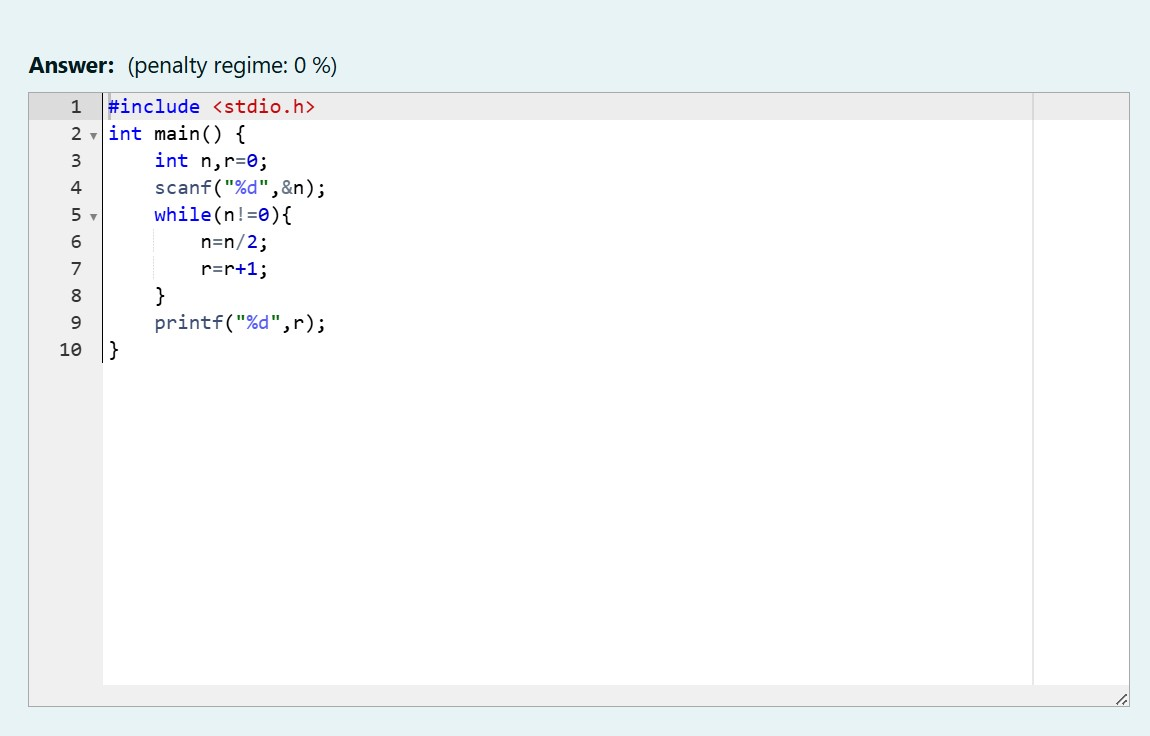 Answer: (penalty regime: 0 %)
1 #include <stdio.h>
2 int main() {
3     int n,r=0;
4     scanf("%d",&n);
5     while(n!=0){
6         n=n/2;
7         r=r+1;
8     }
9     printf("%d",r);
10 }